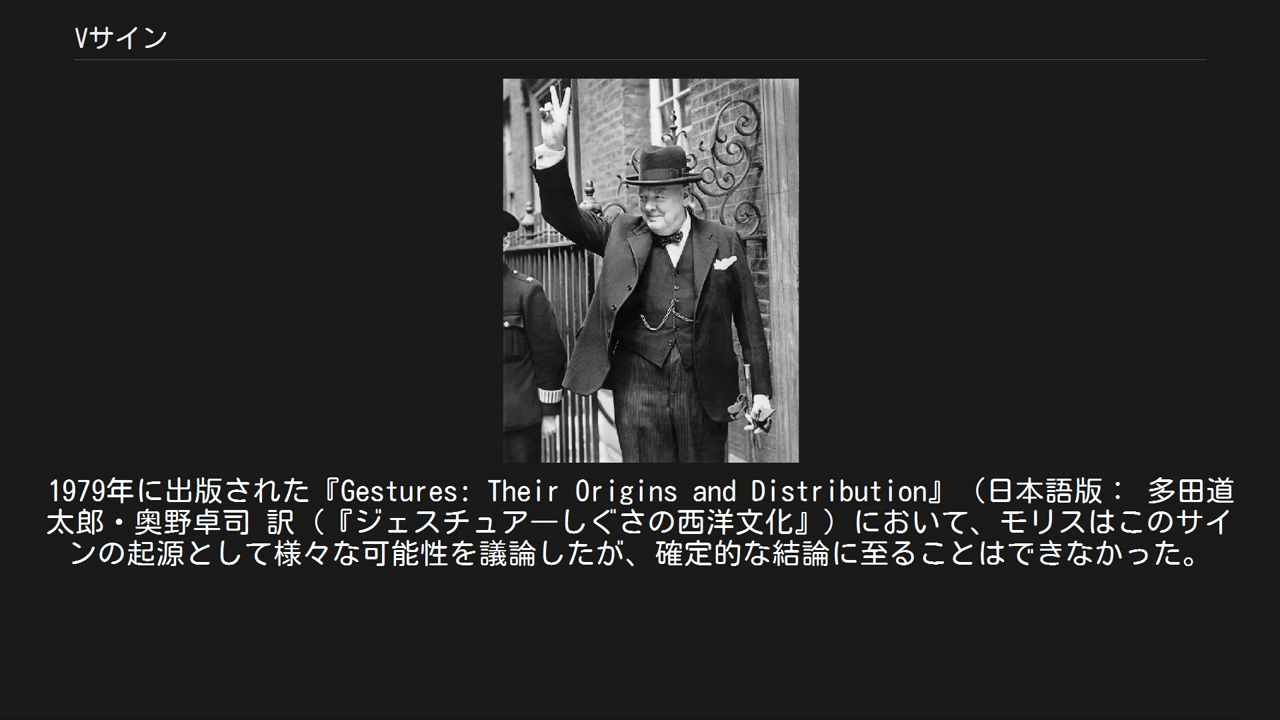 Vサイン
1979年に出版された『Gestures: Their Origins and Distribution』（日本語版： 多田道
太郎・奥野卓司 訳（『ジェスチュア―しぐさの西洋文化』）において、モリスはこのサイ
ンの起源として様々な可能性を議論したが、確定的な結論に至ることはできなかった。